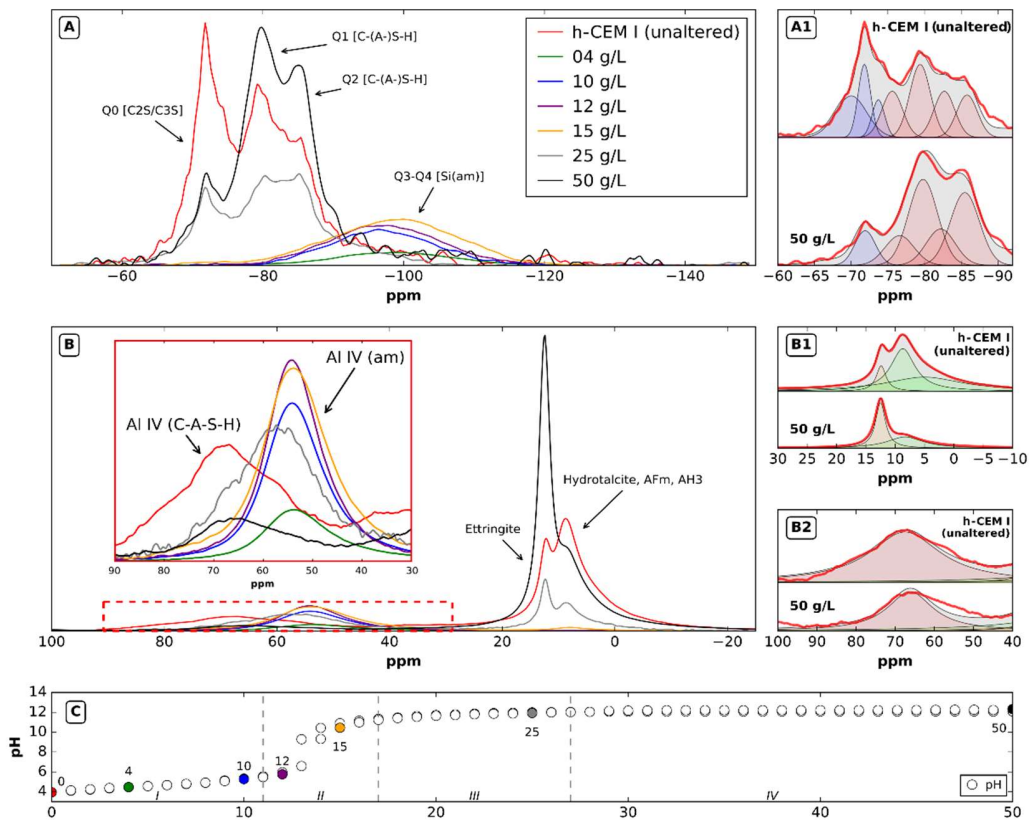 A
Q1 [C-(A-)S-H]
Q2 [C-(A-)S-H]
Q0 [C2S/C3S]
Q3-Q4 [Si(am)]
h-CEM I (unaltered)
04 g/L
10 g/L
12 g/L
15 g/L
25 g/L
50 g/L
−60 −80 −100 −120 −140
ppm
A1
h-CEM I (unaltered)
50 g/L
−60 −65 −70 −75 −80 −85 −90
ppm
B
Al IV (am)
Al IV (C-A-S-H)
90 80 70 60 50 40 30
ppm
Hydrotalcite, AFm, AH3
Ettringite
100 80 60 40 20 0 −20
ppm
B1
h-CEM I
(unaltered)
50 g/L
30 25 20 15 10 5 0 −5 −10
B2
h-CEM I
(unaltered)
50 g/L
100 90 80 70 60 50 40
ppm
C
pH
14
12
10
8
6
4
0 4 10 12 15 25 50
I II III IV
pH
0 10 20 30 40 50